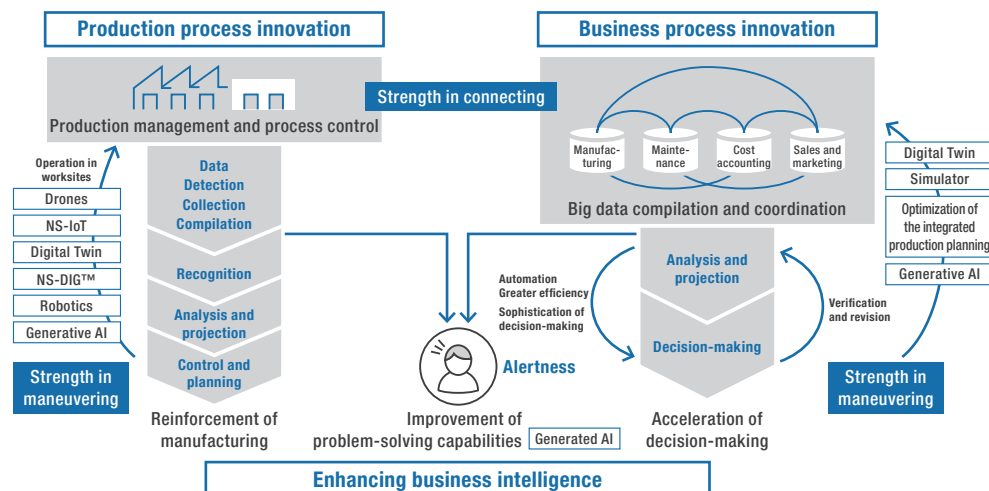 Production process innovation
Business process innovation
Strength in connecting
Production management and process control
Operation in
worksites
Drones
NS-IoT
Digital Twin
NS-DIG™
Robotics
Generative AI
Strength in
maneuvering
Data
Detection
Collection
Compilation
Recognition
Analysis and
projection
Control and
planning
Reinforcement of
manufacturing
Alertness
Improvement of
problem-solving capabilities
Generated AI
Manufac-
turing
Mainte-
nance
Cost
accounting
Sales and
marketing
Big data compilation and coordination
Automation
Greater efficiency
Sophistication of
decision-making
Analysis and
projection
Decision-making
Verification
and revision
Acceleration of
decision-making
Digital Twin
Simulator
Optimization of
the integrated
production planning
Generative AI
Strength in
maneuvering
Enhancing business intelligence